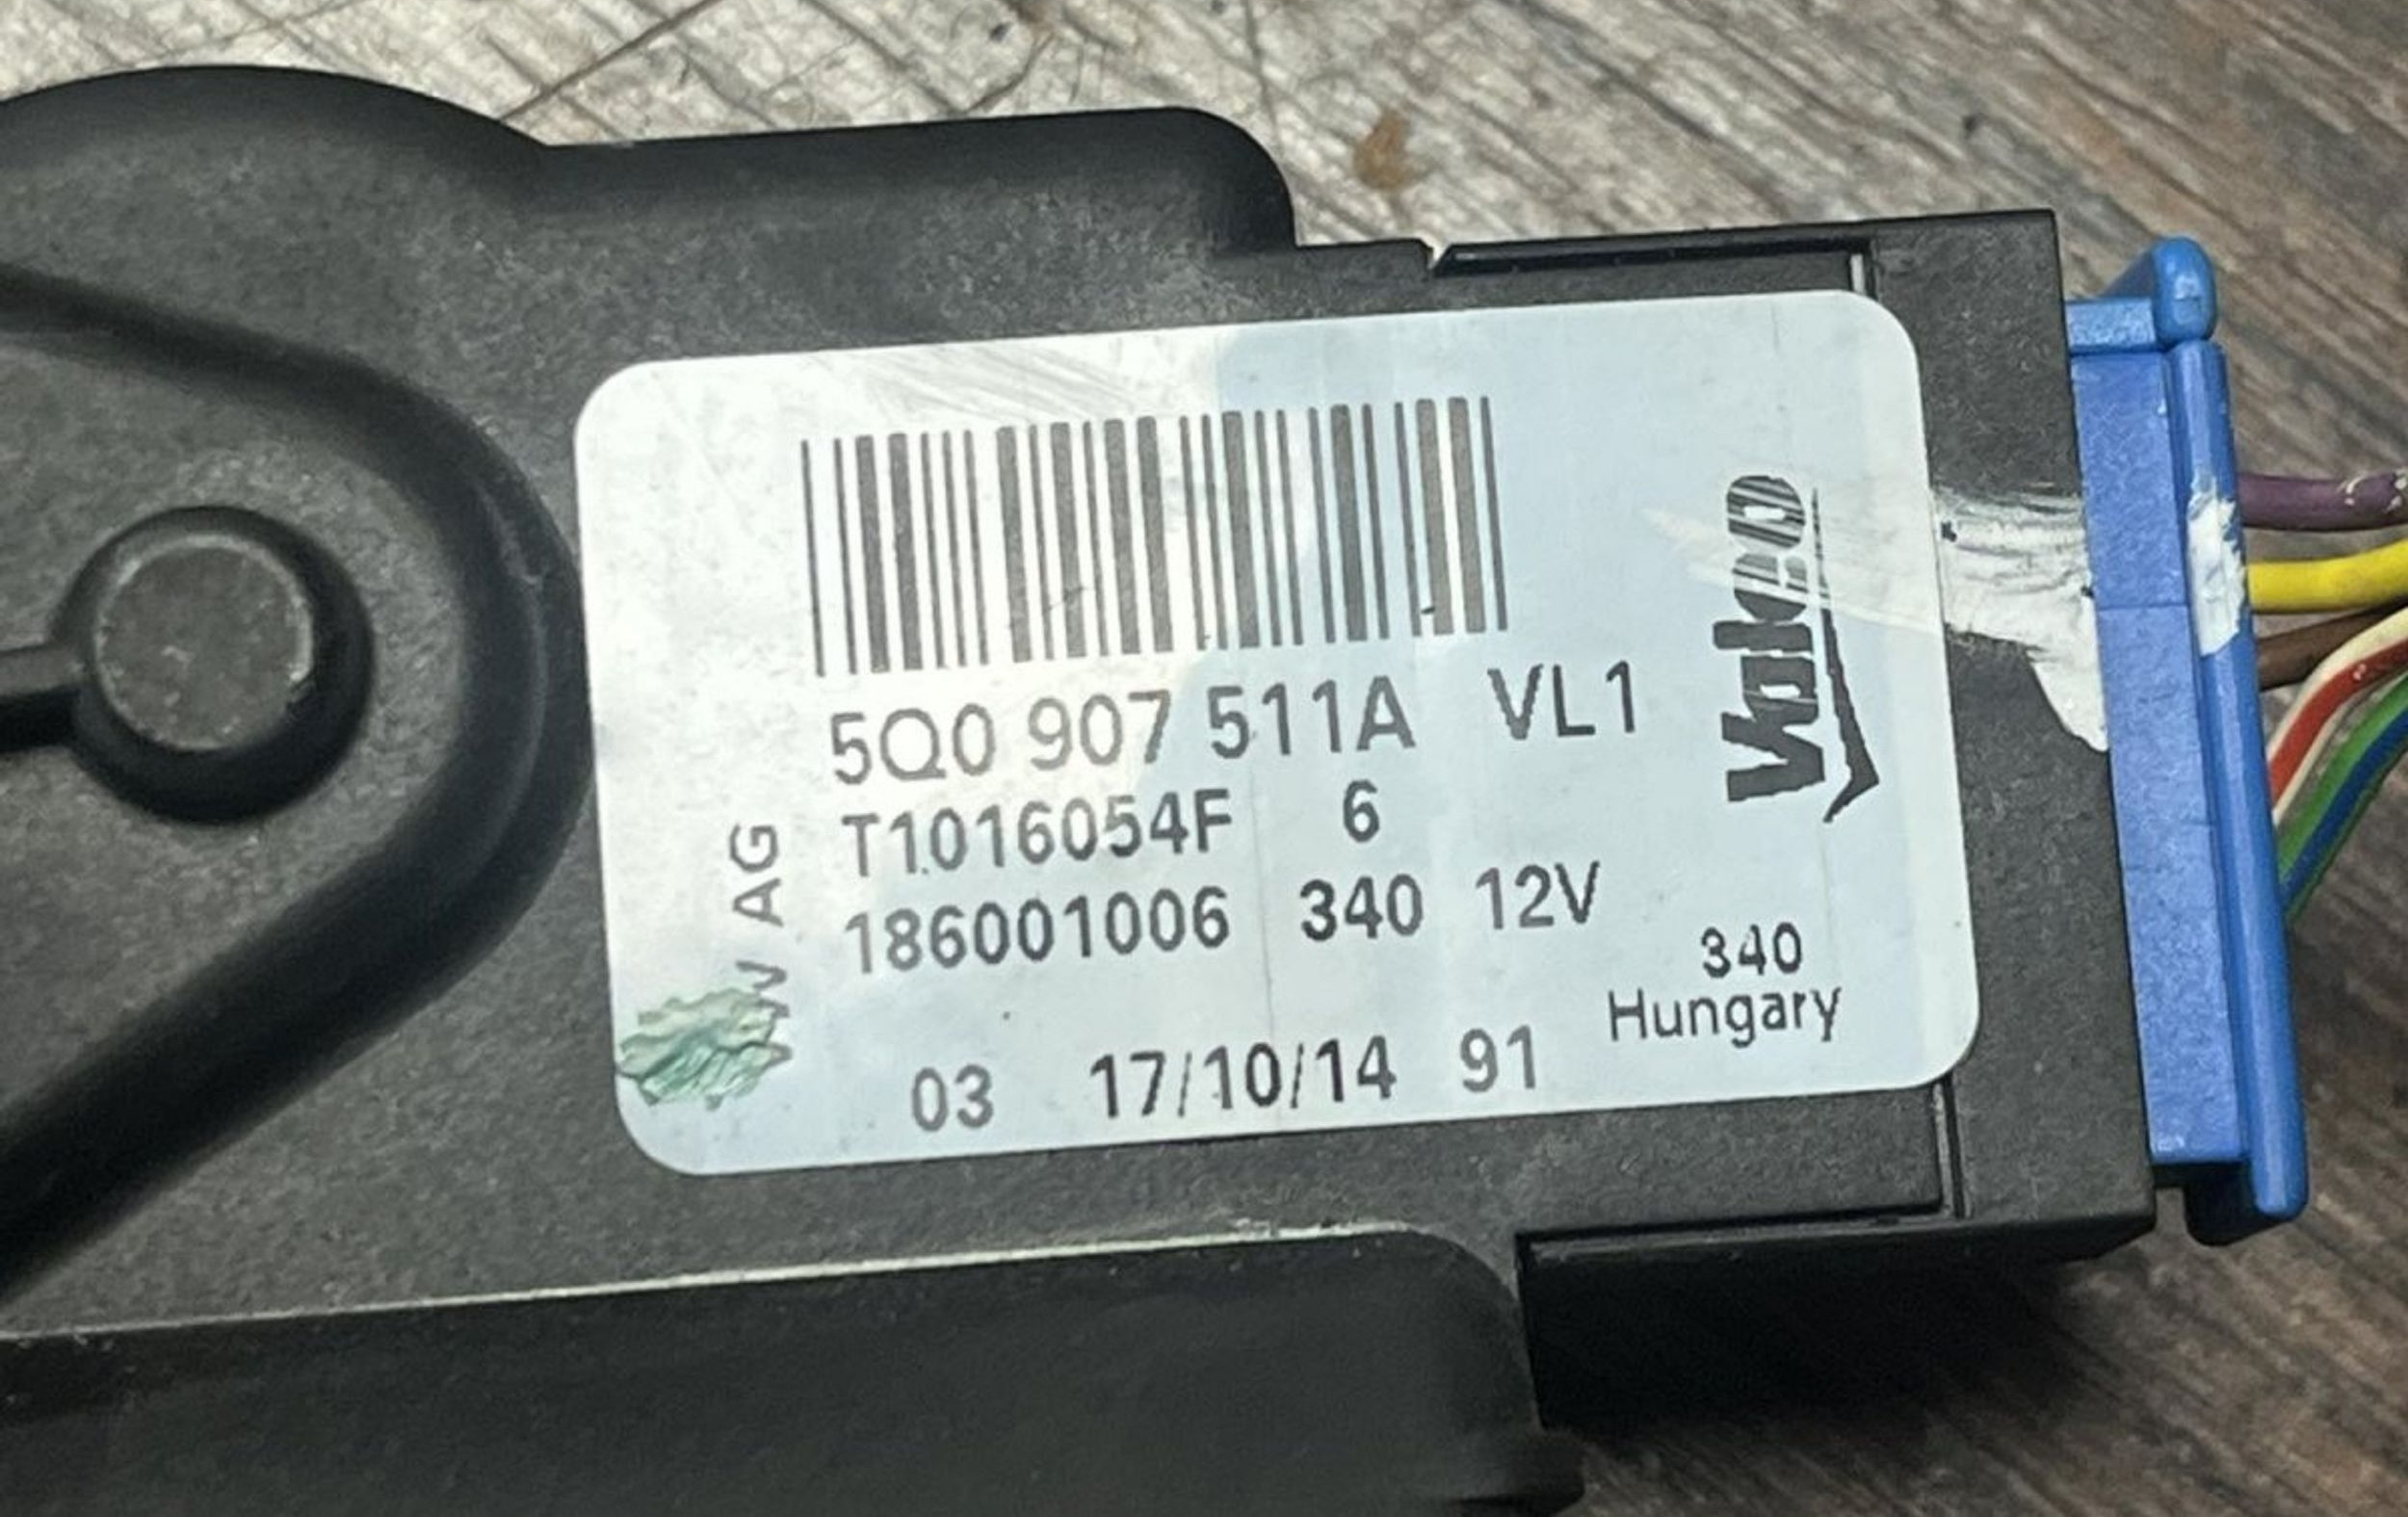 5Q0 907 511A VL1
T1016054F 6
186001006 340 12V
03 17/10/14 91
340
Hungary
VW AG
Valeo